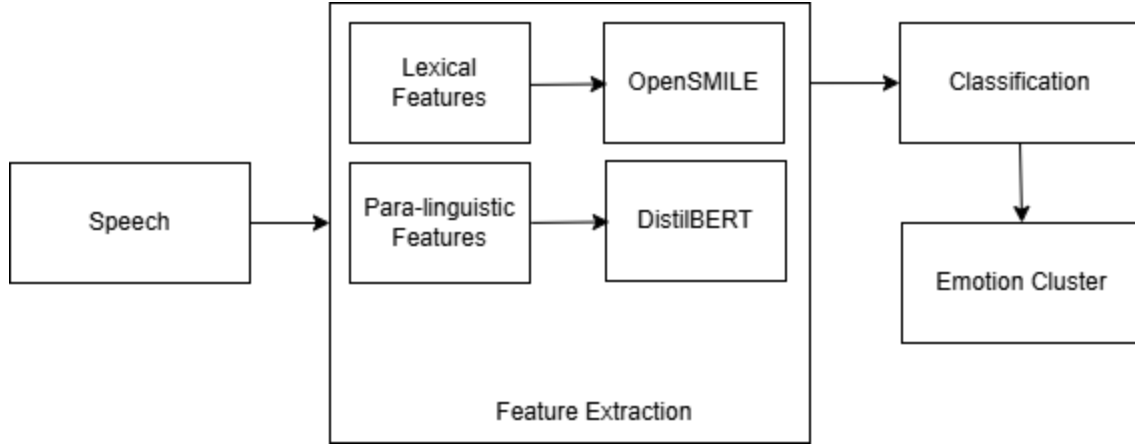 Lexical
Features
OpenSMILE
Classification
Speech
Para-linguistic
Features
DistilBERT
Emotion Cluster
Feature Extraction